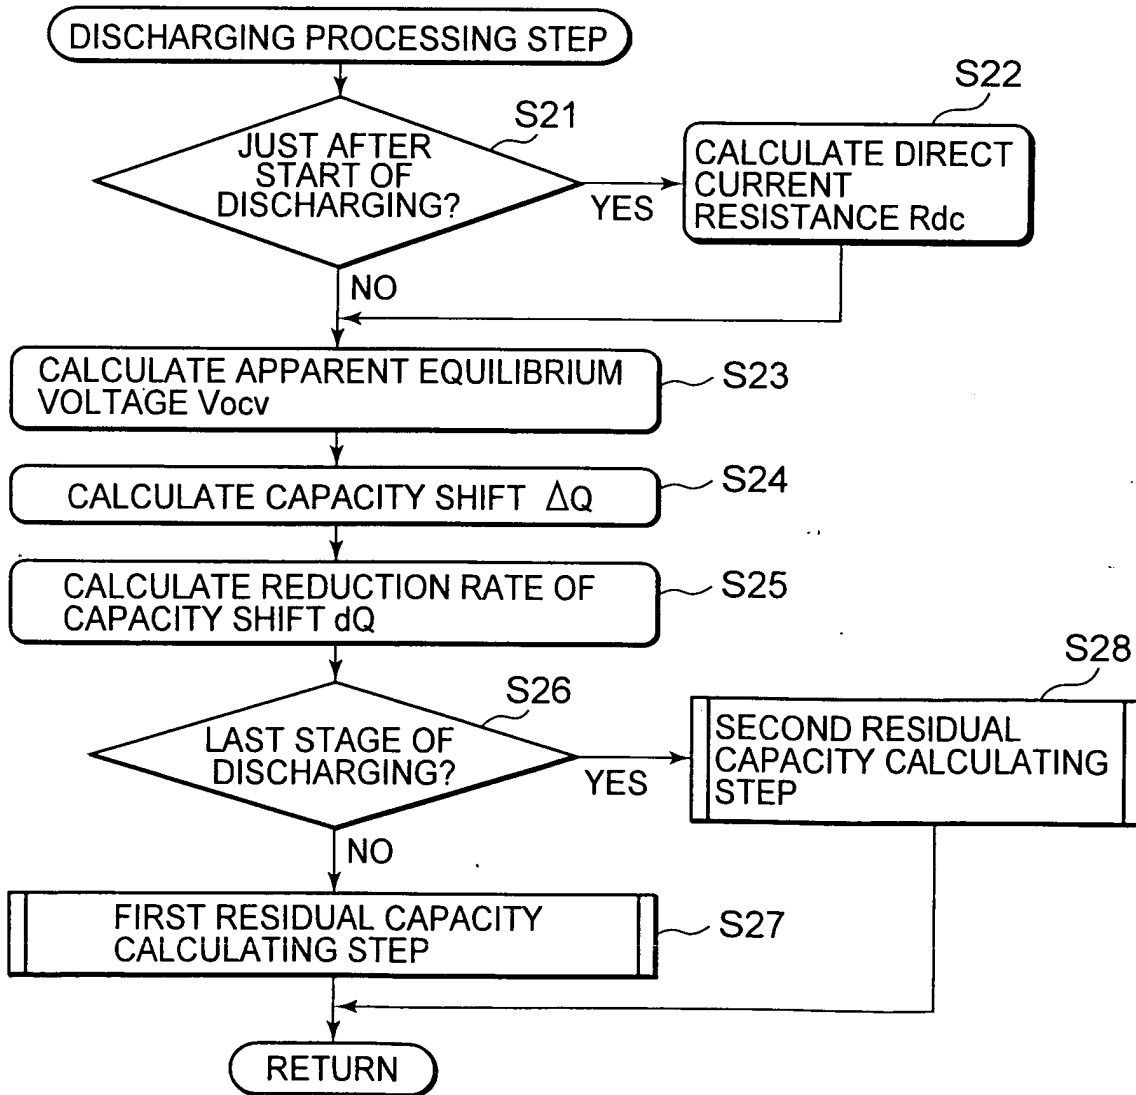 DISCHARGING PROCESSING STEP
S21
JUST AFTER
START OF
DISCHARGING?
YES
S22
CALCULATE DIRECT
CURRENT
RESISTANCE Rdc
NO
CALCULATE APPARENT EQUILIBRIUM
VOLTAGE Vocv
S23
CALCULATE CAPACITY SHIFT ΔQ
S24
CALCULATE REDUCTION RATE OF
CAPACITY SHIFT dQ
S25
S26
LAST STAGE OF
DISCHARGING?
YES
S28
SECOND RESIDUAL
CAPACITY CALCULATING
STEP
NO
FIRST RESIDUAL CAPACITY
CALCULATING STEP
S27
RETURN